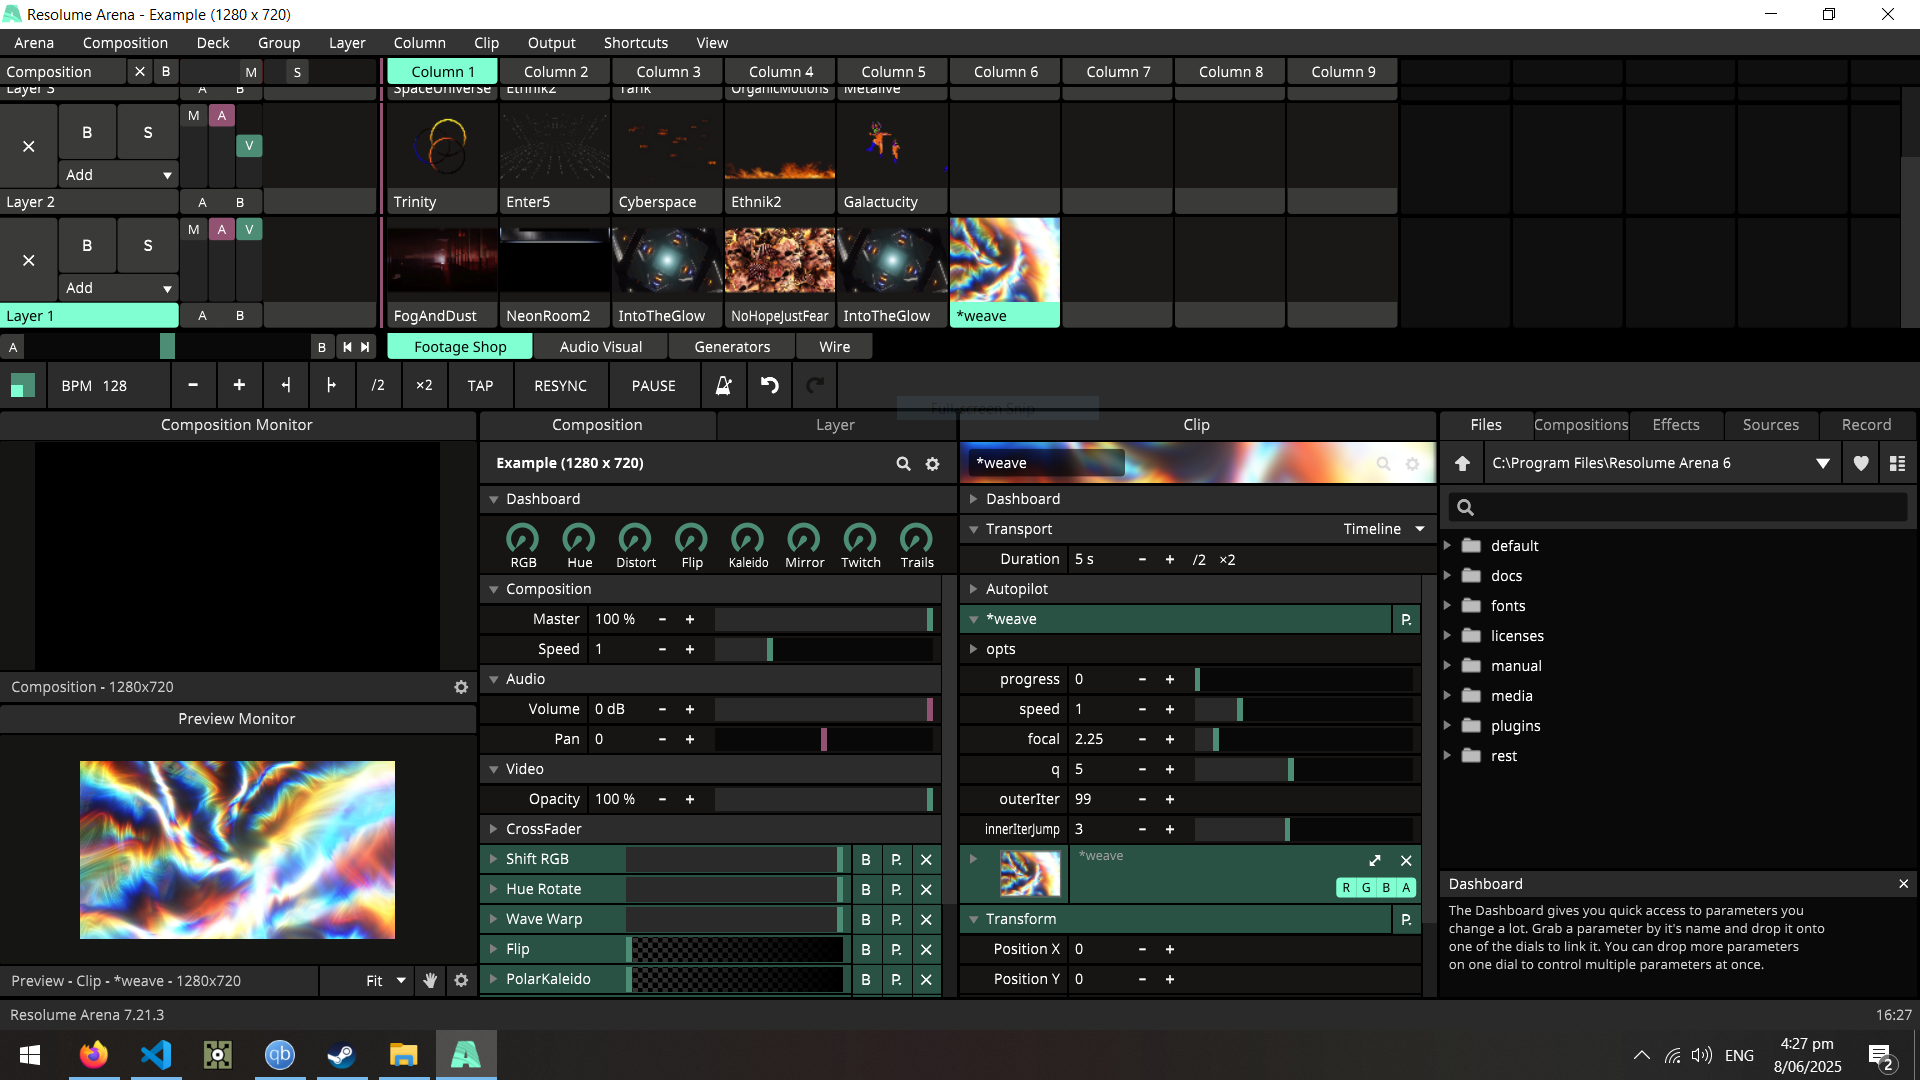 Resolume Arena - Example (1280 x 720)
Arena Composition Deck Group Layer Column Clip Output Shortcuts View
Composition B M S Column 1 Column 2 Column 3 Column 4 Column 5 Column 6 Column 7 Column 8 Column 9
Layer 3 A B SpaceUniverse Ethnik2 Tank OrganicMotions Metalive
B S M A V
Add
Layer 2 A B Trinity Enter5 Cyberspace Ethnik2 Galactucity
B S M A V
Add
Layer 1 A B FogAndDust NeonRoom2 IntoTheGlow NoHopeJustFear IntoTheGlow *weave
A B Footage Shop Audio Visual Generators Wire
BPM 128 - + /2 ×2 TAP RESYNC PAUSE
Full-screen Snip
Composition Monitor
Composition - 1280x720
Preview Monitor
Preview - Clip - *weave - 1280x720 Fit
Composition Layer
Example (1280 x 720)
Dashboard
RGB Hue Distort Flip Kaleido Mirror Twitch Trails
Composition
Master 100 % - +
Speed 1 - +
Audio
Volume 0 dB - +
Pan 0 - +
Video
Opacity 100 % - +
CrossFader
Shift RGB B P. ×
Hue Rotate B P. ×
Wave Warp B P. ×
Flip B P. ×
PolarKaleido B P. ×
Clip
*weave
Dashboard
Transport Timeline
Duration 5 s - + /2 ×2
Autopilot
*weave P.
opts
progress 0 - +
speed 1 - +
focal 2.25 - +
q 5 - +
outerIter 99 - +
innerIterJump 3 - +
*weave
R G B A
Transform P.
Position X 0 - +
Position Y 0 - +
Files Compositions Effects Sources Record
C:\Program Files\Resolume Arena 6
default
docs
fonts
licenses
manual
media
plugins
rest
Dashboard
The Dashboard gives you quick access to parameters you
change a lot. Grab a parameter by it's name and drop it onto
one of the dials to link it. You can drop more parameters
on one dial to control multiple parameters at once.
Resolume Arena 7.21.3 16:27
qb ENG 4:27 pm
8/06/2025 2